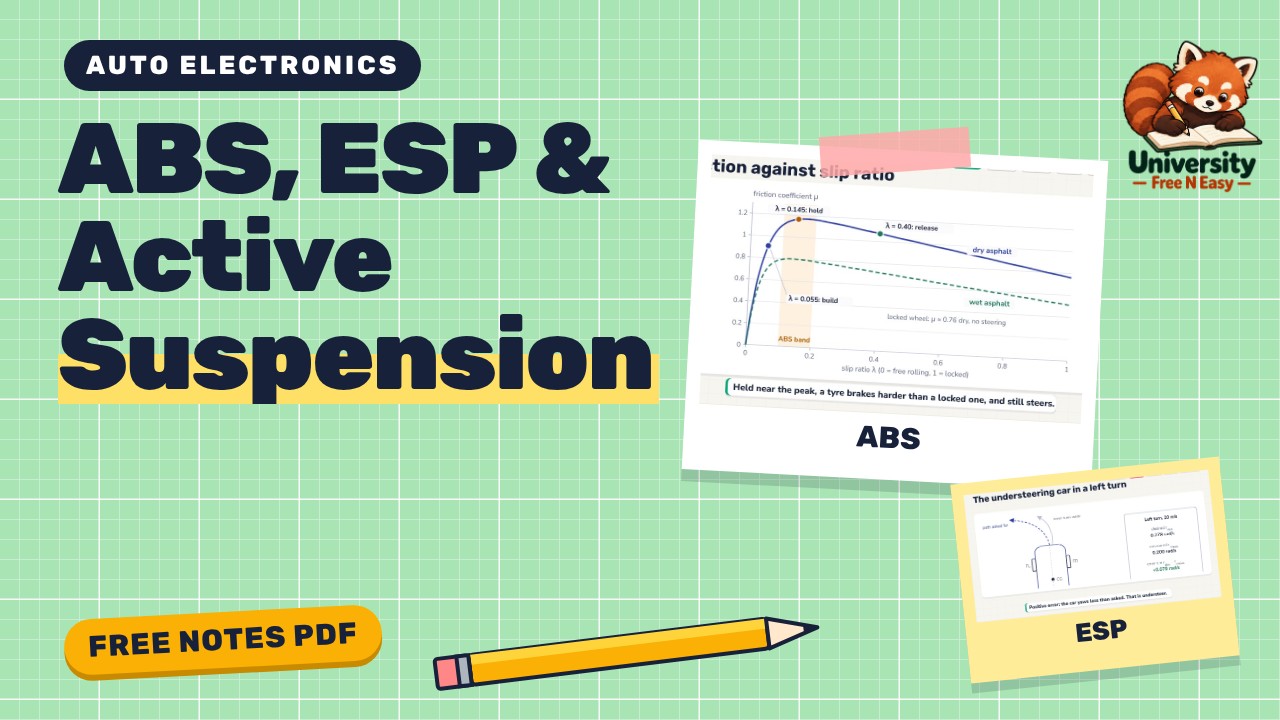 AUTO ELECTRONICS
ABS, ESP &
Active
Suspension
University
Free N Easy
tion against slip ratio
friction coefficient μ
1.2
1
0.8
0.6
0.4
0.2
0
λ = 0.145: hold
λ = 0.40: release
dry asphalt
λ = 0.055: build
wet asphalt
locked wheel: μ = 0.76 dry, no steering
ABS band
0
0.2
0.4
0.6
0.8
1
slip ratio λ (0 = free rolling, 1 = locked)
Held near the peak, a tyre brakes harder than a locked one, and still steers.
ABS
The understeering car in a left turn
Left turn, 20 m/s
Positive error: the car yaws less than asked. That is understeer.
ESP
FREE NOTES PDF